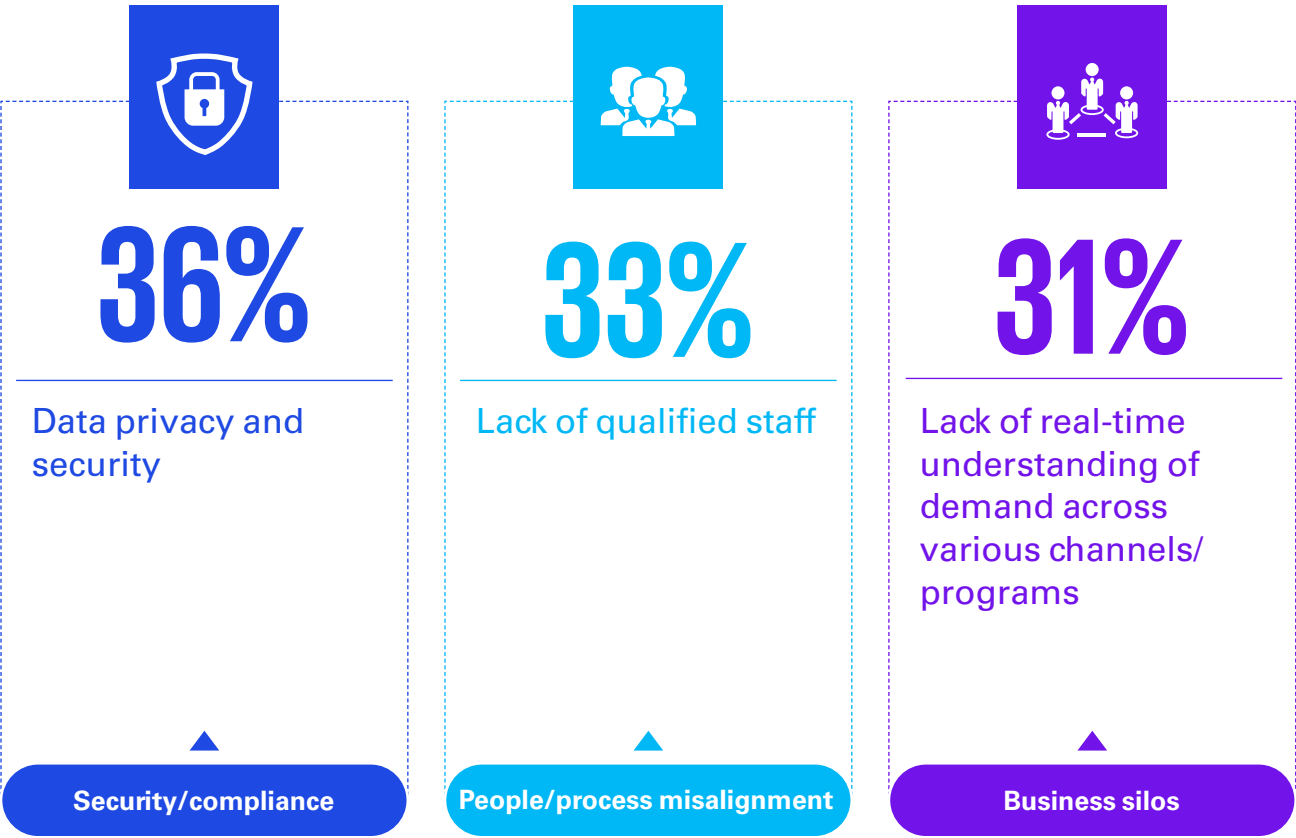 36%
Data privacy and
security
Security/compliance
33%
Lack of qualified staff
People/process misalignment
31%
Lack of real-time
understanding of
demand across
various channels/
programs
Business silos